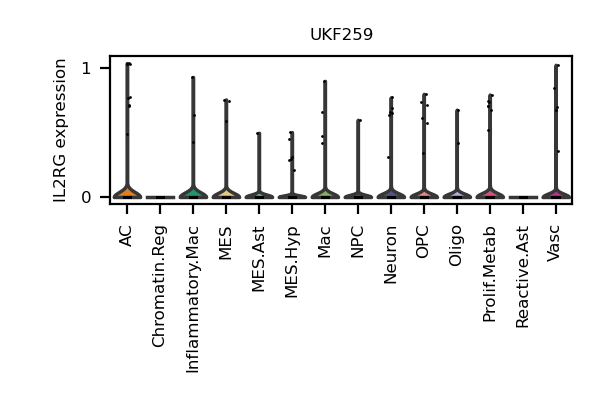 UKF259
IL2RG expression
1
0
AC
Chromatin.Reg
Inflammatory.Mac
MES
MES.Ast
MES.Hyp
Mac
NPC
Neuron
OPC
Oligo
Prolif.Metab
Reactive.Ast
Vasc